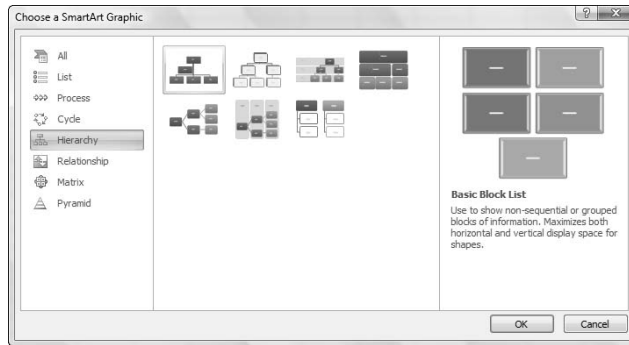 Choose a SmartArt Graphic
All
List
Process
Cycle
Hierarchy
Relationship
Matrix
Pyramid
Basic Block List
Use to show non-sequential or grouped
blocks of information. Maximizes both
horizontal and vertical display space for
shapes.
OK
Cancel